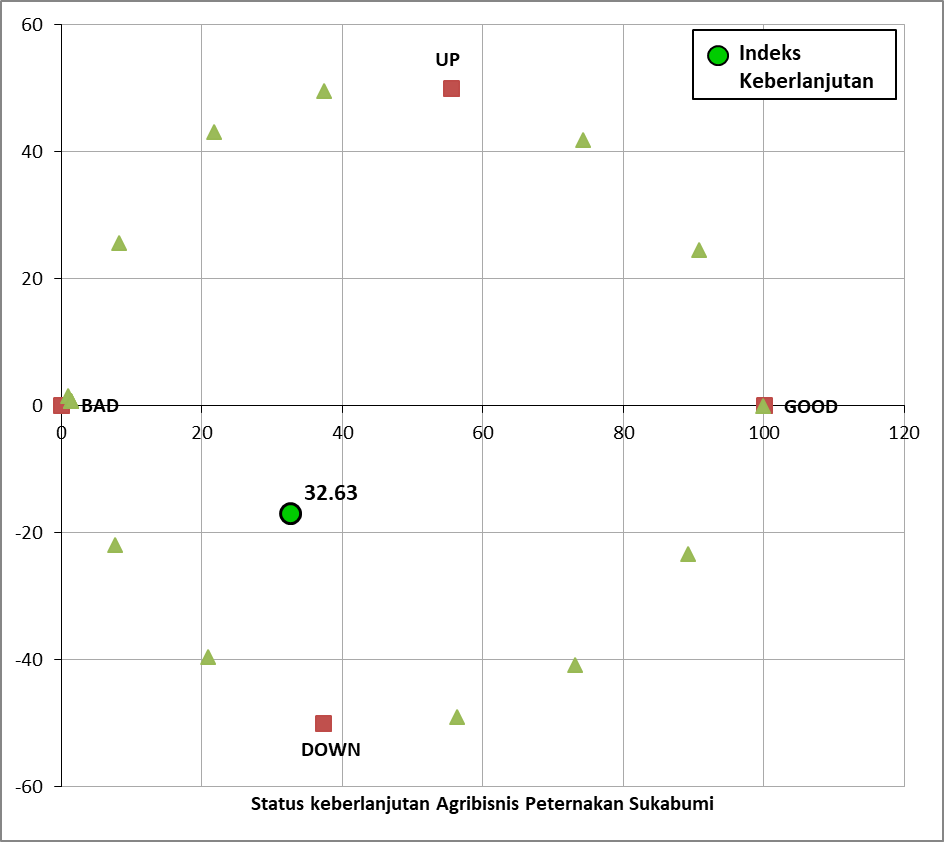 60
UP
Indeks
Keberlanjutan
40
20
0
BAD
GOOD
0 20 40 60 80 100 120
32.63
-20
-40
DOWN
-60
Status keberlanjutan Agribisnis Peternakan Sukabumi